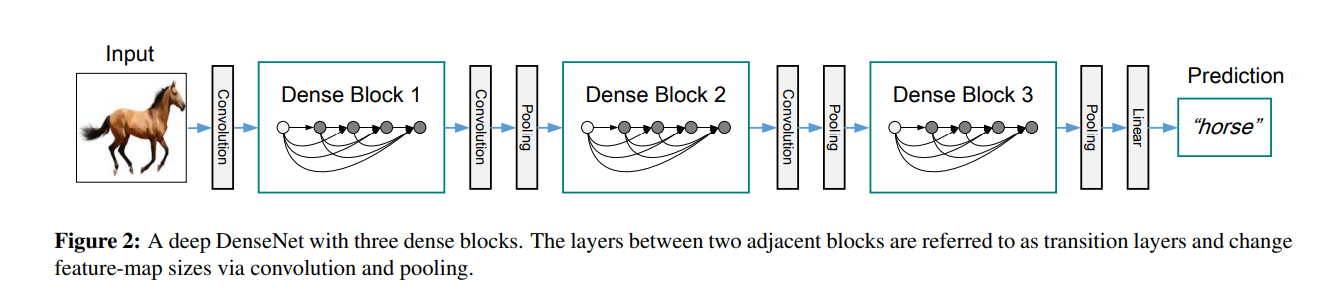 Input
Prediction
Convolution
Dense Block 1
Convolution
Pooling
Dense Block 2
Convolution
Pooling
Dense Block 3
Pooling
Linear
“horse”
Figure 2: A deep DenseNet with three dense blocks. The layers between two adjacent blocks are referred to as transition layers and change
feature-map sizes via convolution and pooling.